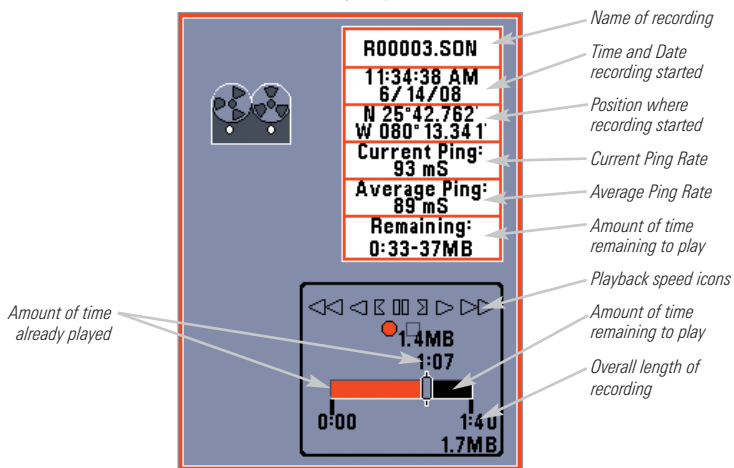 R00003.SON
11:34:38 AM
6/14/08
N 25°42.762'
W 080°13.341'
Current Ping:
93 mS
Average Ping:
89 mS
Remaining:
0:33-37MB
1.4MB
1:07
0:00
1:40
1.7MB
Name of recording
Time and Date
recording started
Position where
recording started
Current Ping Rate
Average Ping Rate
Amount of time
remaining to play
Playback speed icons
Amount of time
remaining to play
Overall length of
recording
Amount of time
already played